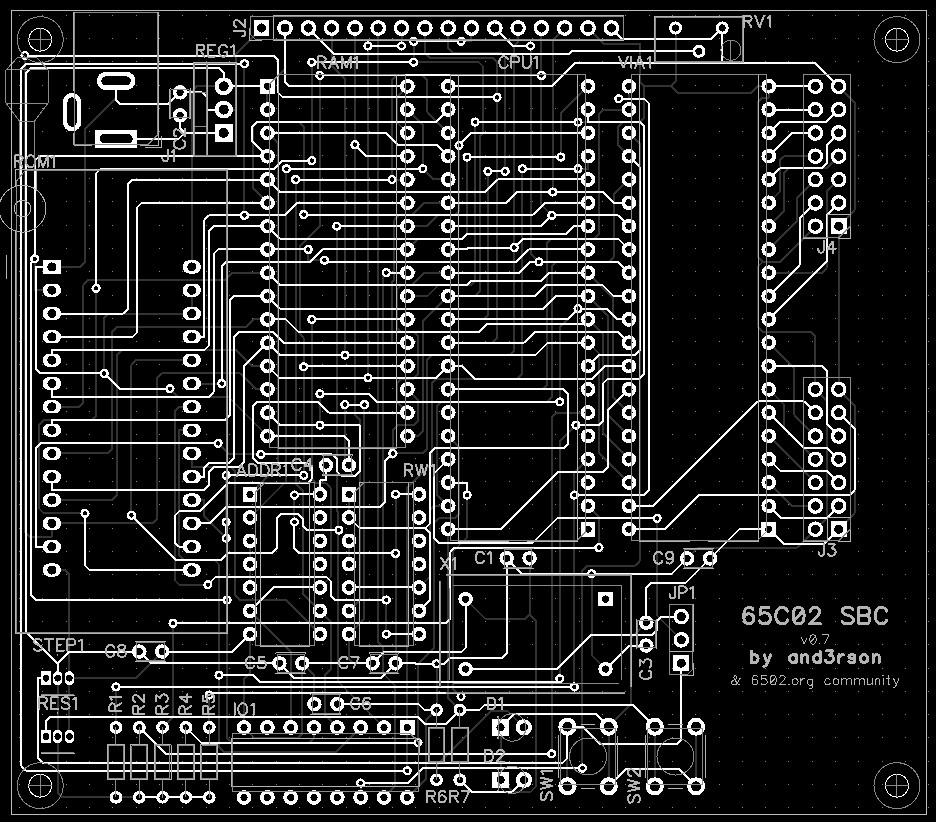 J2
RV1
REG1
RAM1
CPU1
VIA1
C2
J1
ROM1
J4
ADDR1
C4
RW1
J3
X1
C1
C9
JP1
65C02 SBC
v0.7
by and3rson
& 6502.org community
STEP1
C8
C5
C7
C3
RES1
R1
R2
R3
R4
R5
IO1
C6
D1
D2
R6R7
SW1
SW2